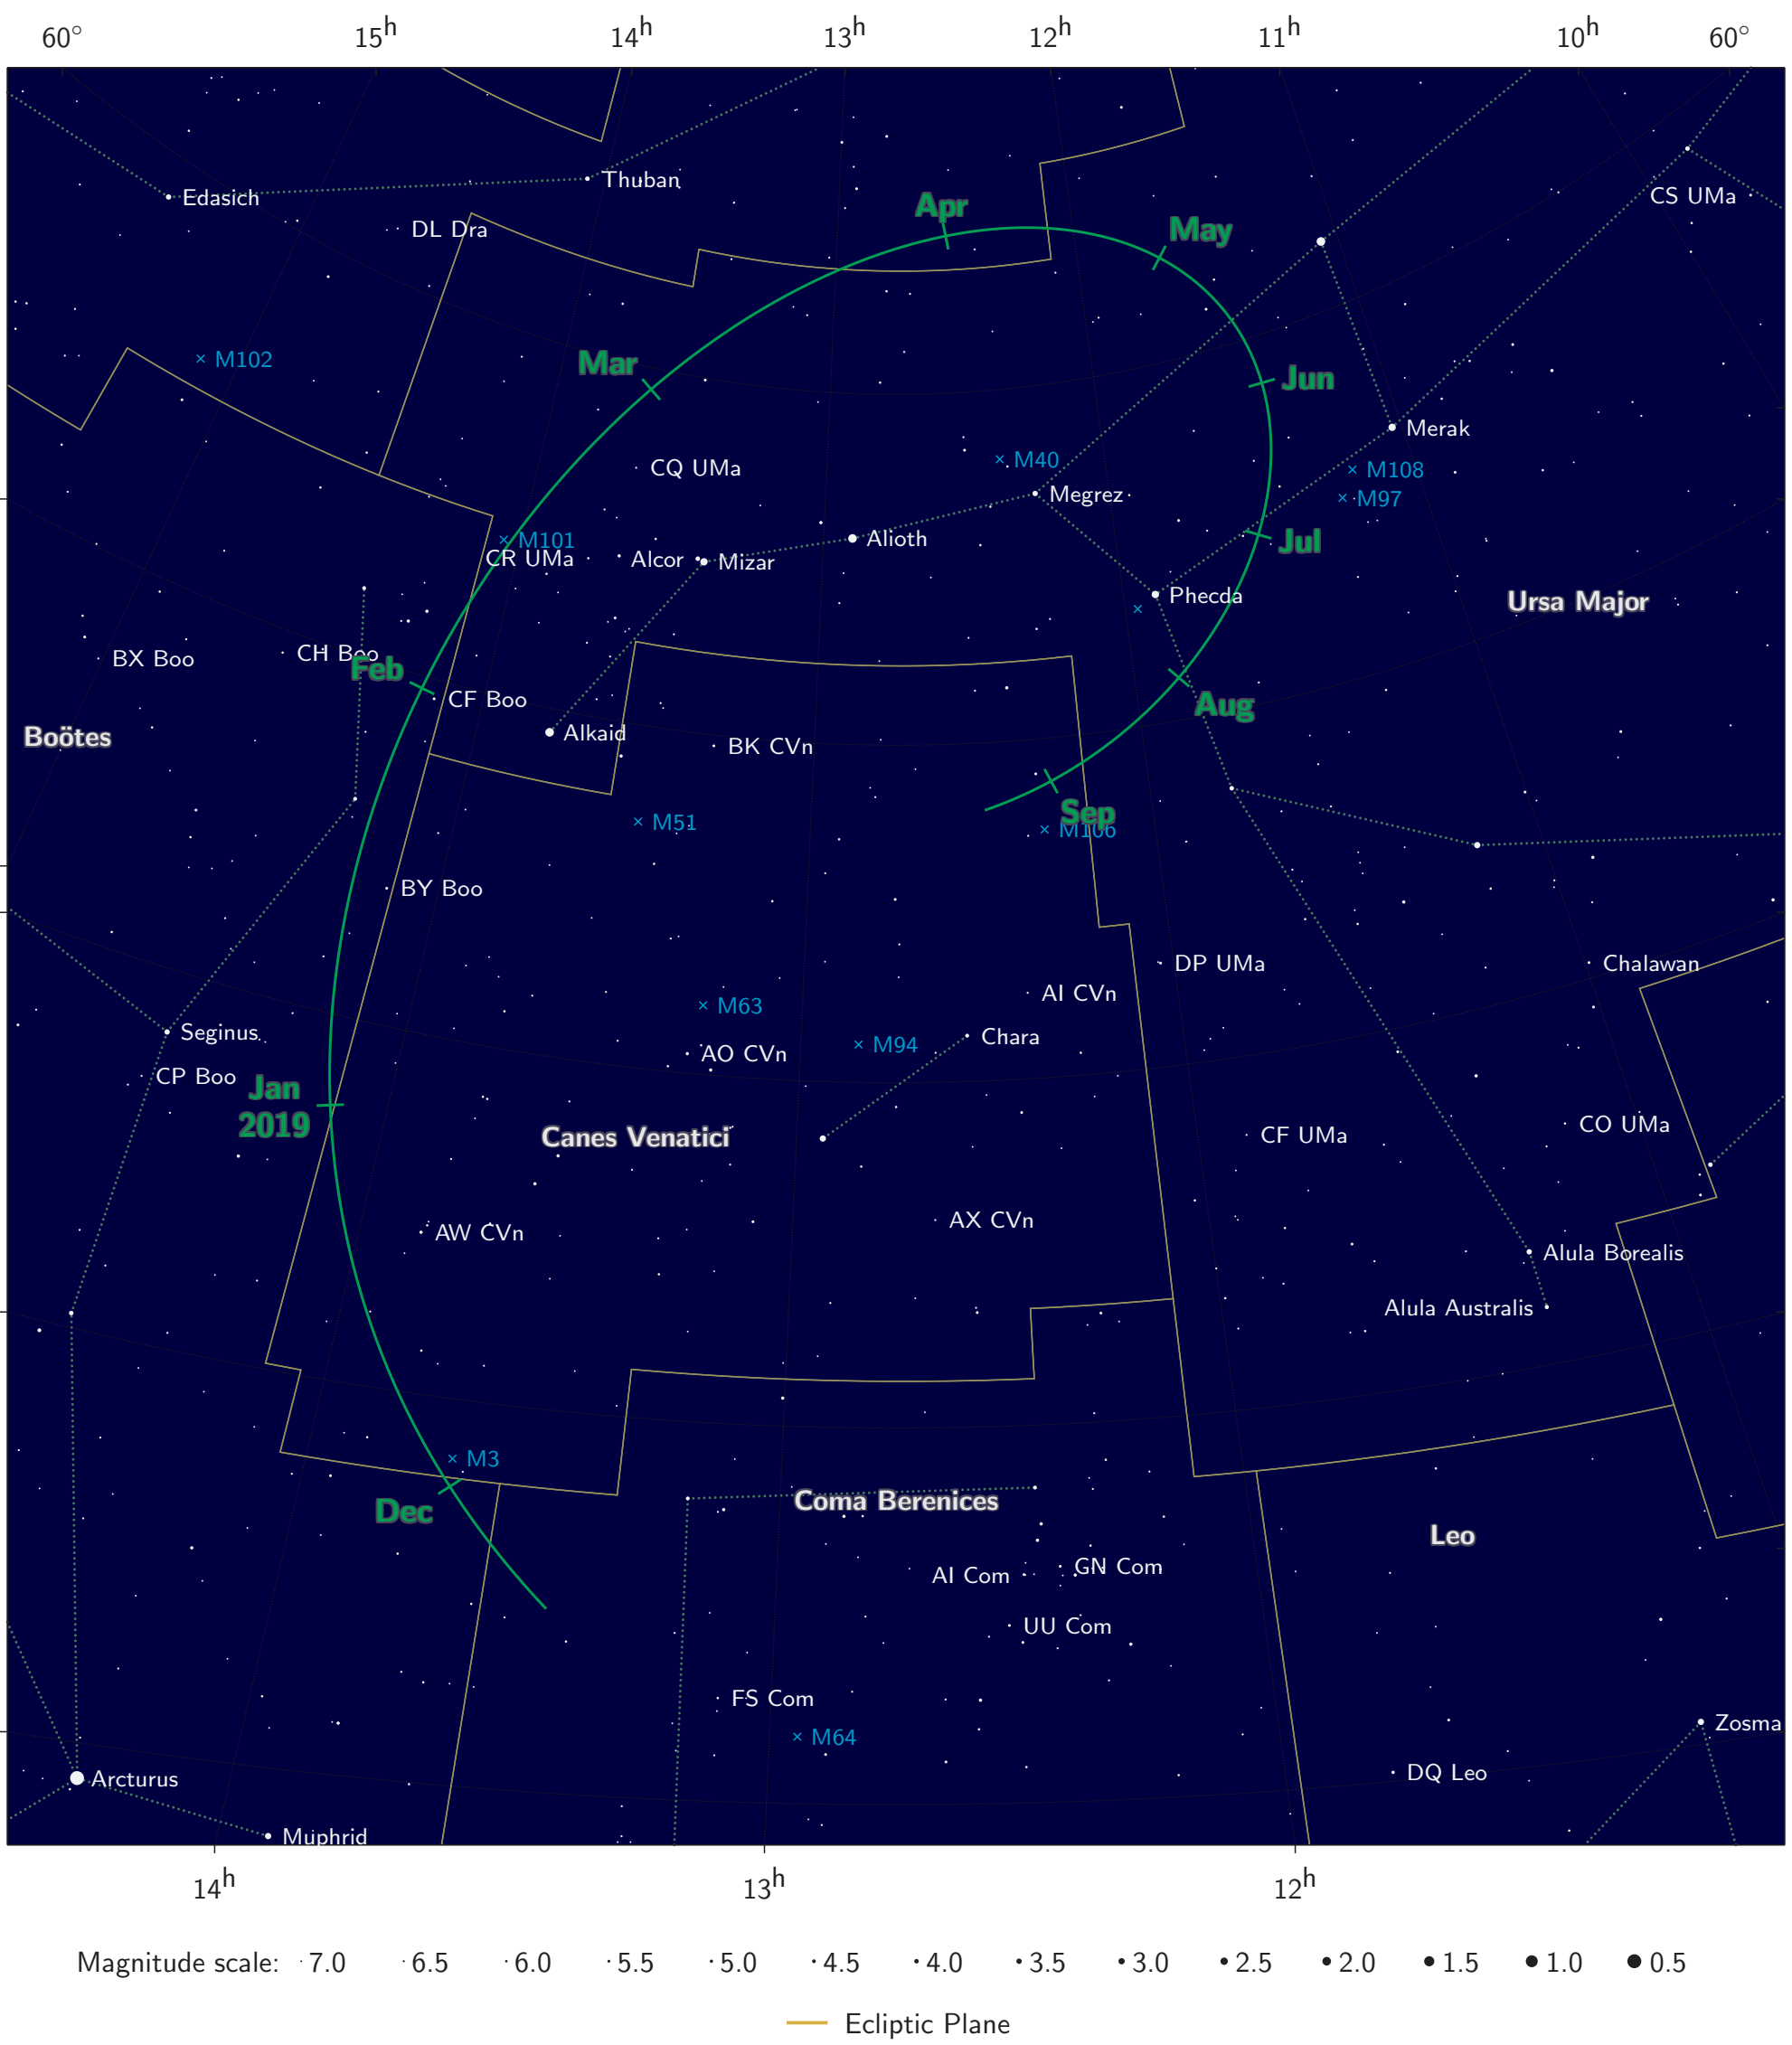 60° 15h 14h 13h 12h 11h 10h 60°
Edasich
Thuban
CS UMa
DL Dra
Apr
May
M102
Mar
Jun
CQ UMa
M40
Merak
M108
Megrez
M97
M101
Alioth
Jul
CR UMa
Alcor
Mizar
Phecda
Ursa Major
BX Boo
CH Boo
Feb
CF Boo
Aug
Boötes
Alkaid
BK CVn
M51
Sep
M106
BY Boo
DP UMa
Chalawan
AI CVn
M63
Seginus
Chara
M94
AO CVn
CP Boo
Jan
2019
Canes Venatici
CF UMa
CO UMa
AX CVn
AW CVn
Alula Borealis
Alula Australis
M3
Dec
Coma Berenices
Leo
GN Com
AI Com
UU Com
FS Com
M64
Zosma
DQ Leo
Arcturus
Muphrid
14h 13h 12h
Magnitude scale: 7.0 6.5 6.0 5.5 5.0 4.5 4.0 3.5 3.0 2.5 2.0 1.5 1.0 0.5
Ecliptic Plane